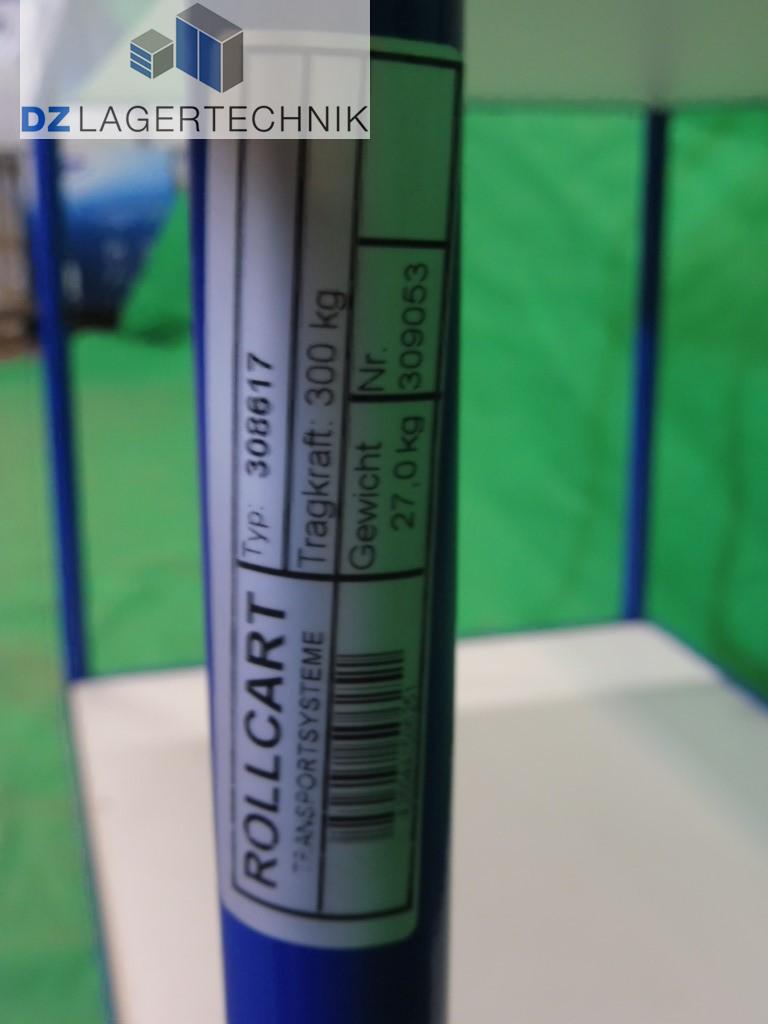 DZ LAGERTECHNIK
ROLLCART
TRANSPORTSYSTEME
Typ: 308617
Tragkraft: 300 kg
Gewicht
27,0 kg
Nr.
309053